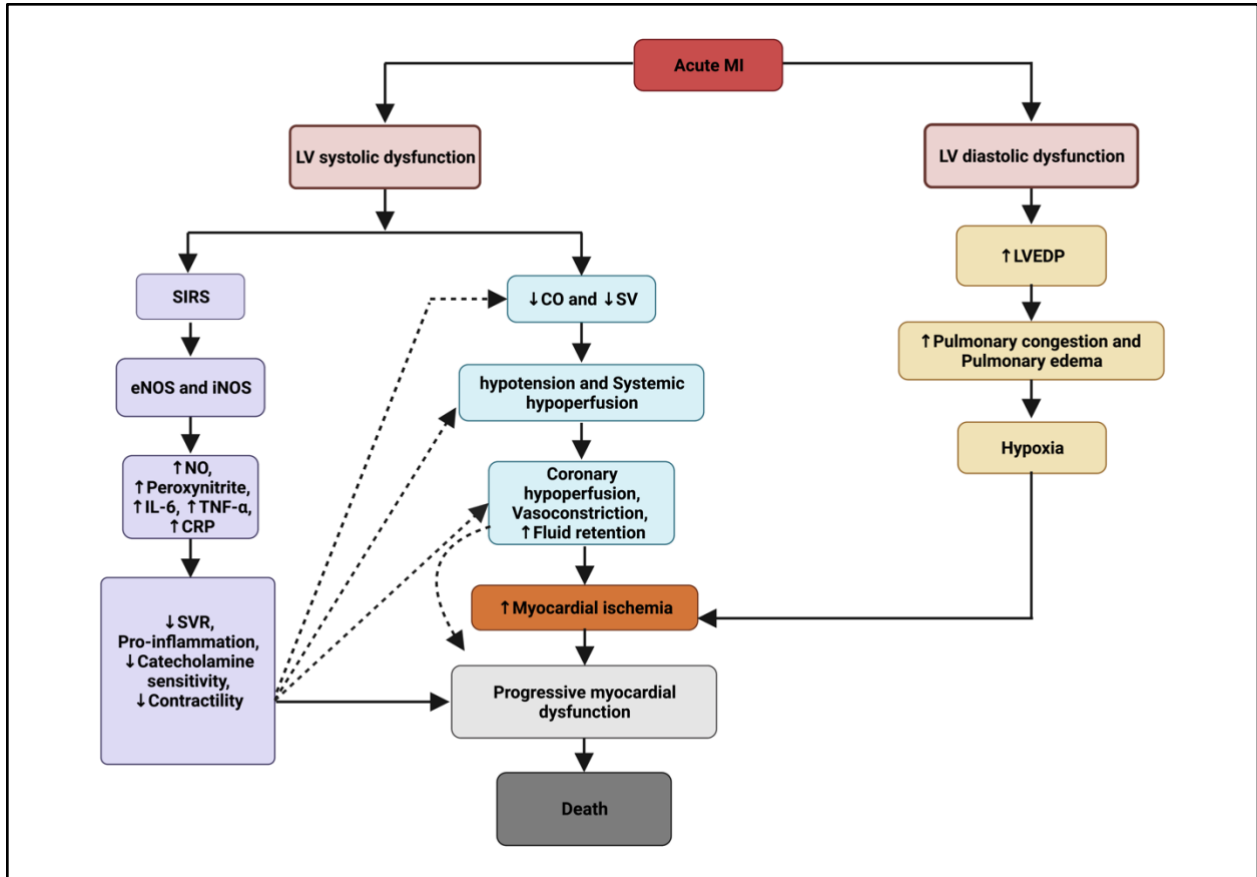 Acute MI
LV systolic dysfunction
LV diastolic dysfunction
SIRS
↓CO and ↓SV
↑LVEDP
eNOS and iNOS
hypotension and Systemic
hypoperfusion
↑Pulmonary congestion and
Pulmonary edema
↑NO,
↑Peroxynitrite,
↑IL-6, ↑TNF-α,
↑CRP
Coronary
hypoperfusion,
Vasoconstriction,
↑Fluid retention
Hypoxia
↓SVR,
Pro-inflammation,
↓Catecholamine
sensitivity,
↓Contractility
↑Myocardial ischemia
Progressive myocardial
dysfunction
Death